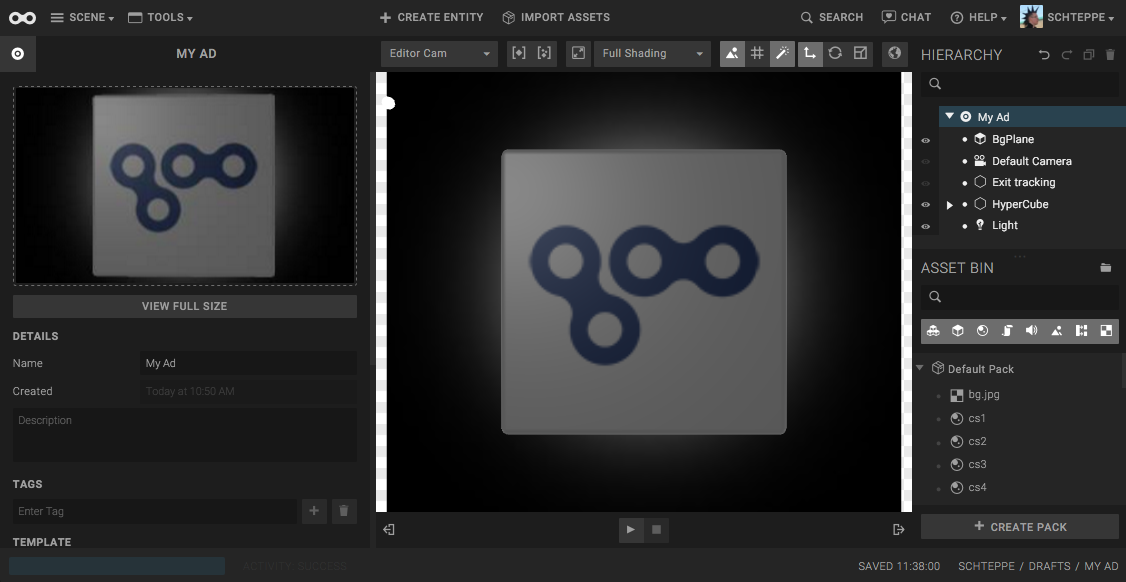 SCENE TOOLS CREATE ENTITY IMPORT ASSETS SEARCH CHAT HELP SCHTEPPE
MY AD
Editor Cam Full Shading
VIEW FULL SIZE
DETAILS
Name My Ad
Created Today at 10:50 AM
Description
TAGS
Enter Tag
TEMPLATE
HIERARCHY
My Ad
BgPlane
Default Camera
Exit tracking
HyperCube
Light
ASSET BIN
Default Pack
bg.jpg
cs1
cs2
cs3
cs4
CREATE PACK
ACTIVITY: SUCCESS
SAVED 11:38:00 SCHTEPPE / DRAFTS / MY AD